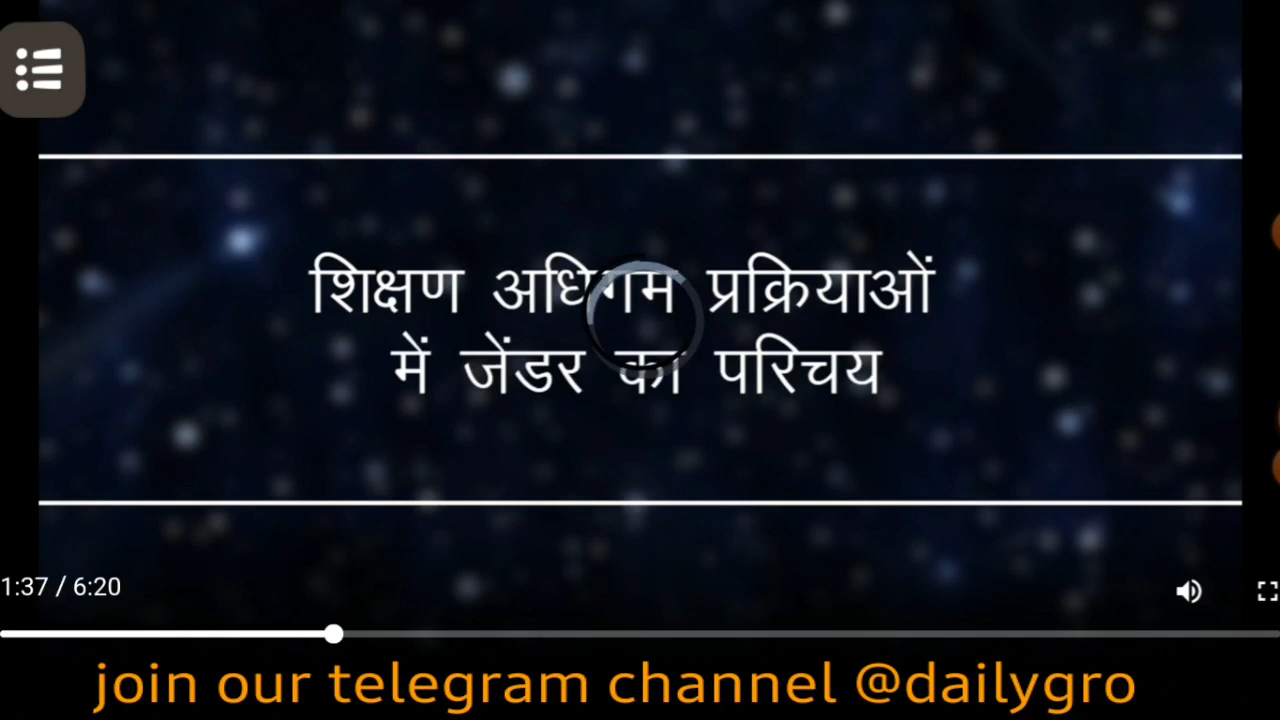 शिक्षण अधिगम प्रक्रियाओं
में जेंडर का परिचय
1:37 / 6:20
join our telegram channel @dailygro